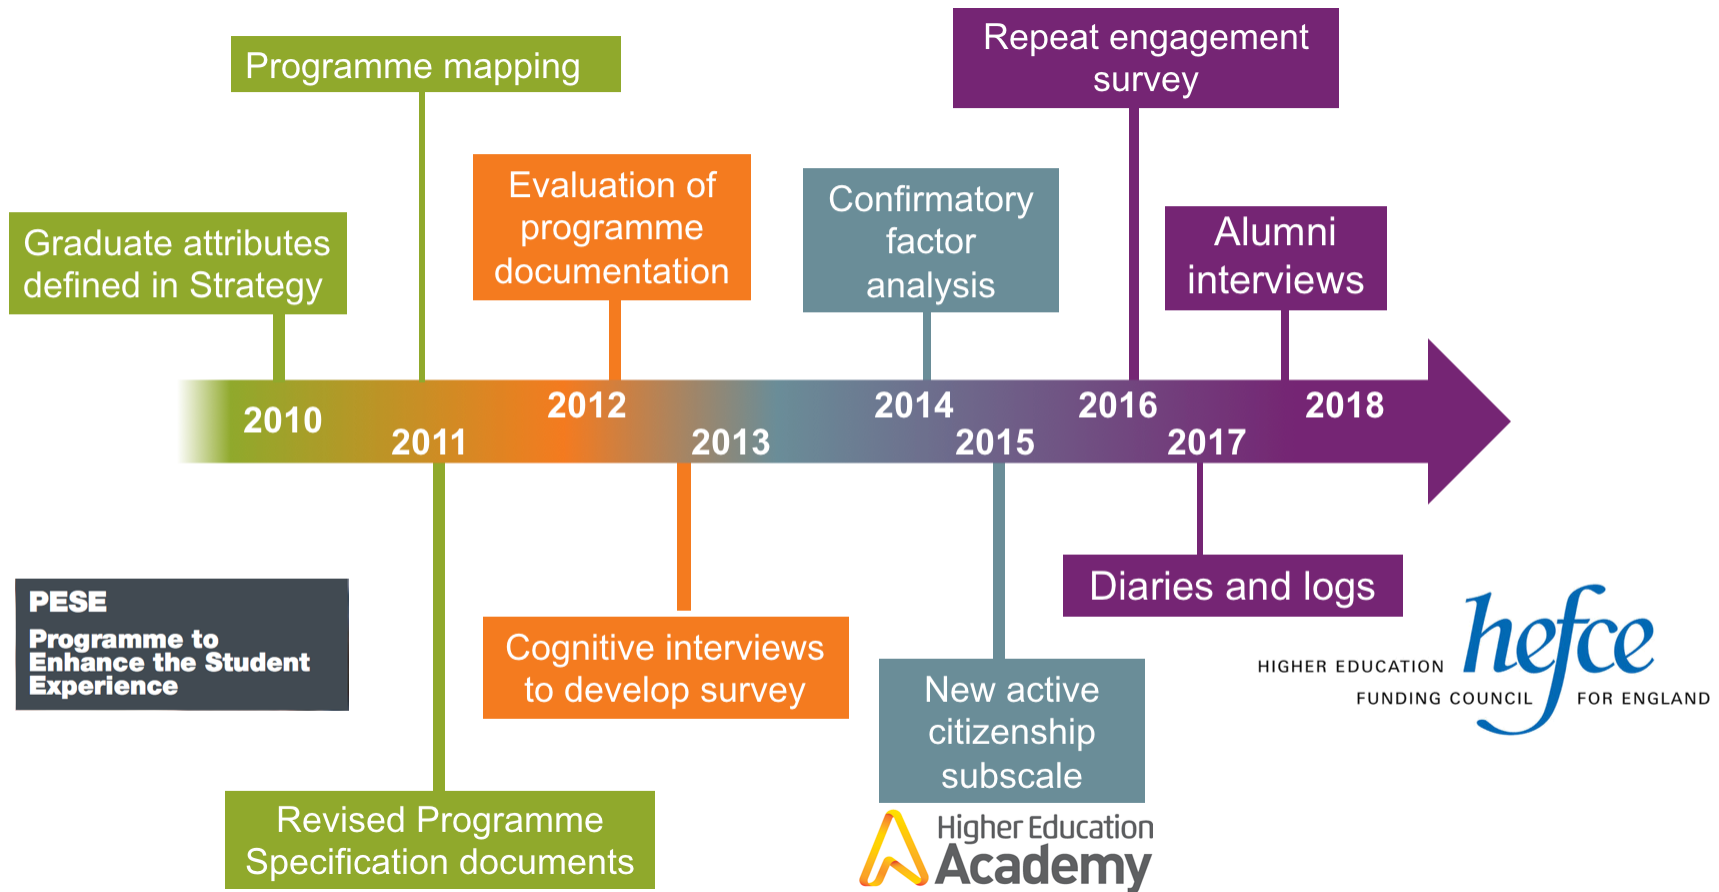 Programme mapping
Repeat engagement
survey
Evaluation of
programme
documentation
Confirmatory
factor
analysis
Alumni
interviews
Graduate attributes
defined in Strategy
2010
2011
2012
2013
2014
2015
2016
2017
2018
PESE
Programme to
Enhance the Student
Experience
Cognitive interviews
to develop survey
Diaries and logs
New active
citizenship
subscale
hefce
HIGHER EDUCATION
FUNDING COUNCIL FOR ENGLAND
Revised Programme
Specification documents
Higher Education
Academy